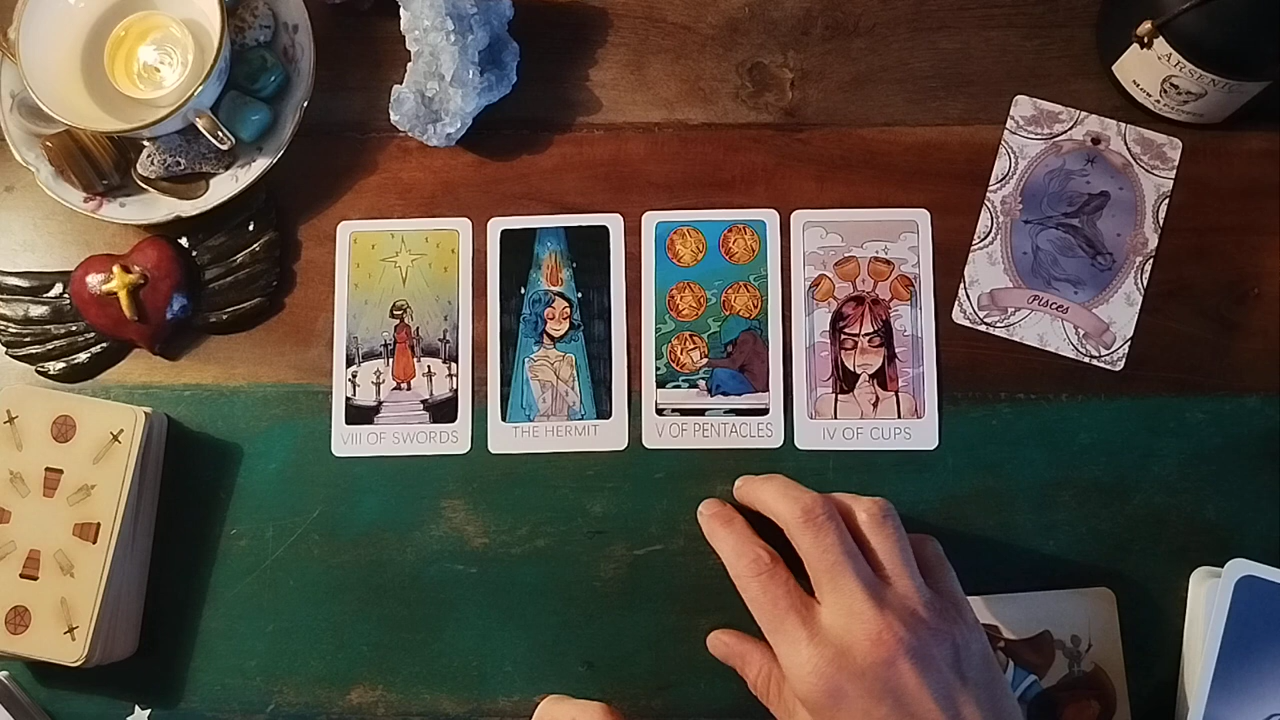 ARSENIC
VIII OF SWORDS
THE HERMIT
V OF PENTACLES
IV OF CUPS
Pisces